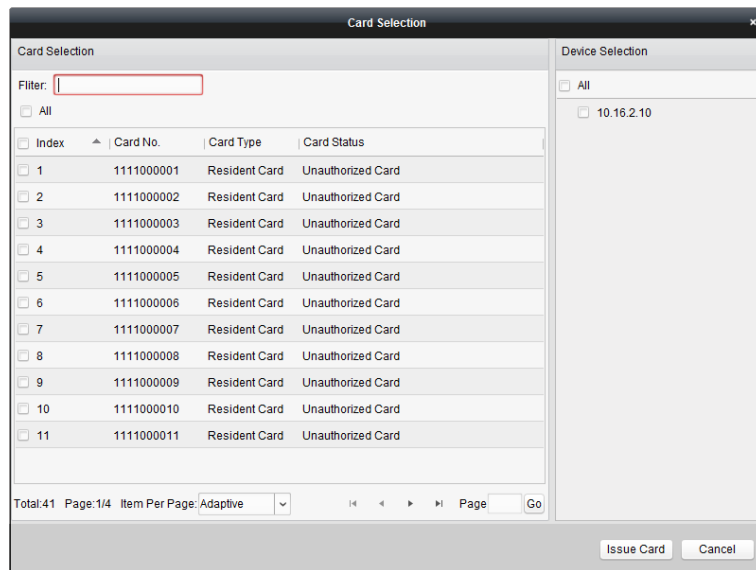 Card Selection ×
Card Selection
Device Selection
Fliter:
All
All
10.16.2.10
Index Card No. Card Type Card Status
1 1111000001 Resident Card Unauthorized Card
2 1111000002 Resident Card Unauthorized Card
3 1111000003 Resident Card Unauthorized Card
4 1111000004 Resident Card Unauthorized Card
5 1111000005 Resident Card Unauthorized Card
6 1111000006 Resident Card Unauthorized Card
7 1111000007 Resident Card Unauthorized Card
8 1111000008 Resident Card Unauthorized Card
9 1111000009 Resident Card Unauthorized Card
10 1111000010 Resident Card Unauthorized Card
11 1111000011 Resident Card Unauthorized Card
Total:41 Page:1/4 Item Per Page: Adaptive Page Go
Issue Card Cancel